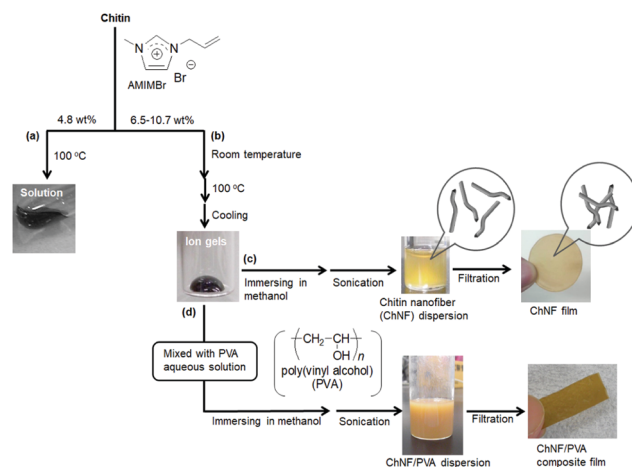 Chitin
N
N
+
Br
−
AMIMBr
(a)
4.8 wt%
6.5-10.7 wt%
(b)
100 °C
Room temperature
100 °C
Cooling
Solution
Ion gels
(c)
Immersing in
methanol
Sonication
Chitin nanofiber
(ChNF) dispersion
Filtration
ChNF film
(d)
Mixed with PVA
aqueous solution
CH2 CH
OH n
poly(vinyl alcohol)
(PVA)
Immersing in methanol
Sonication
ChNF/PVA dispersion
Filtration
ChNF/PVA
composite film